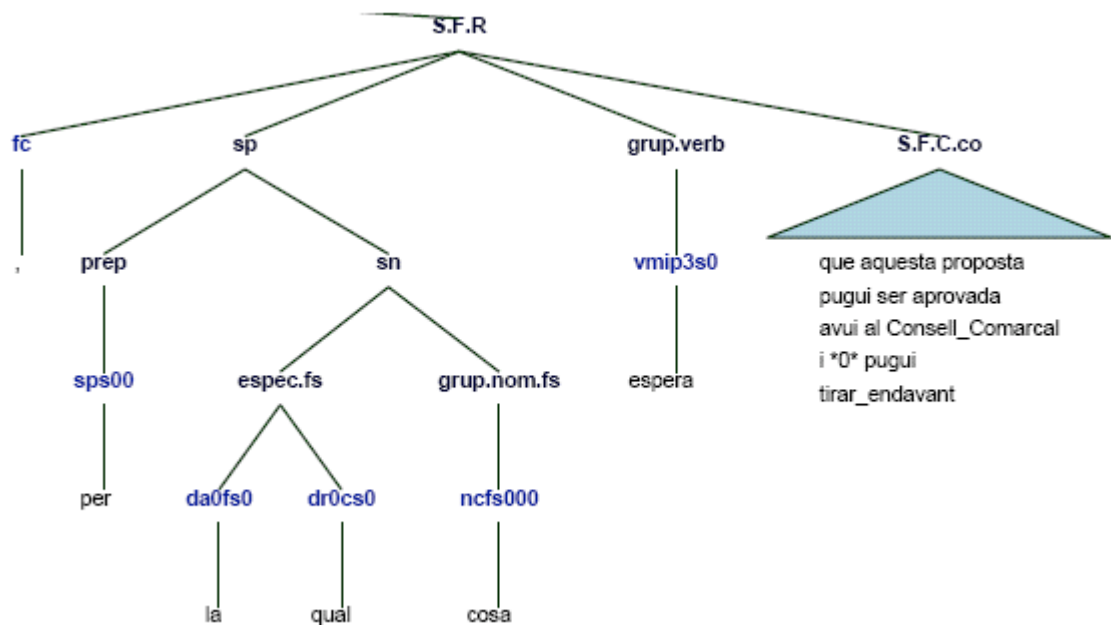 S.F.R
fc sp grup.verb S.F.C.co
, prep sn vmip3s0 que aquesta proposta
pugui ser aprovada
avui al Consell_Comarcal
i *0* pugui
sps00 espec.fs grup.nom.fs espera
tirar_endavant
per da0fs0 dr0cs0 ncfs000
la qual cosa